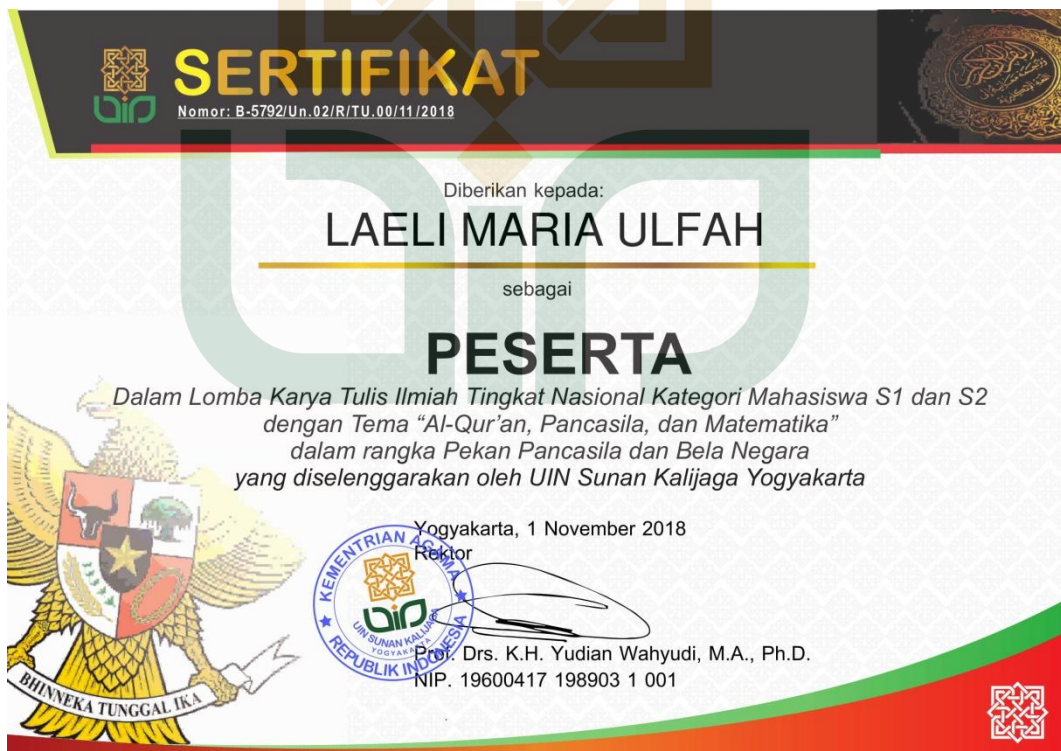 SERTIFIKAT
Nomor: B-5792/Un.02/R/TU.00/11/2018
Diberikan kepada:
LAELI MARIA ULFAH
sebagai
PESERTA
Dalam Lomba Karya Tulis Ilmiah Tingkat Nasional Kategori Mahasiswa S1 dan S2
dengan Tema “Al-Qur’an, Pancasila, dan Matematika”
dalam rangka Pekan Pancasila dan Bela Negara
yang diselenggarakan oleh UIN Sunan Kalijaga Yogyakarta
Yogyakarta, 1 November 2018
Rektor
KEMENTRIAN AGAMA
UIN SUNAN KALIJAGA
YOGYAKARTA
REPUBLIK INDONESIA
Prof. Drs. K.H. Yudian Wahyudi, M.A., Ph.D.
NIP. 19600417 198903 1 001
BHINNEKA TUNGGAL IKA